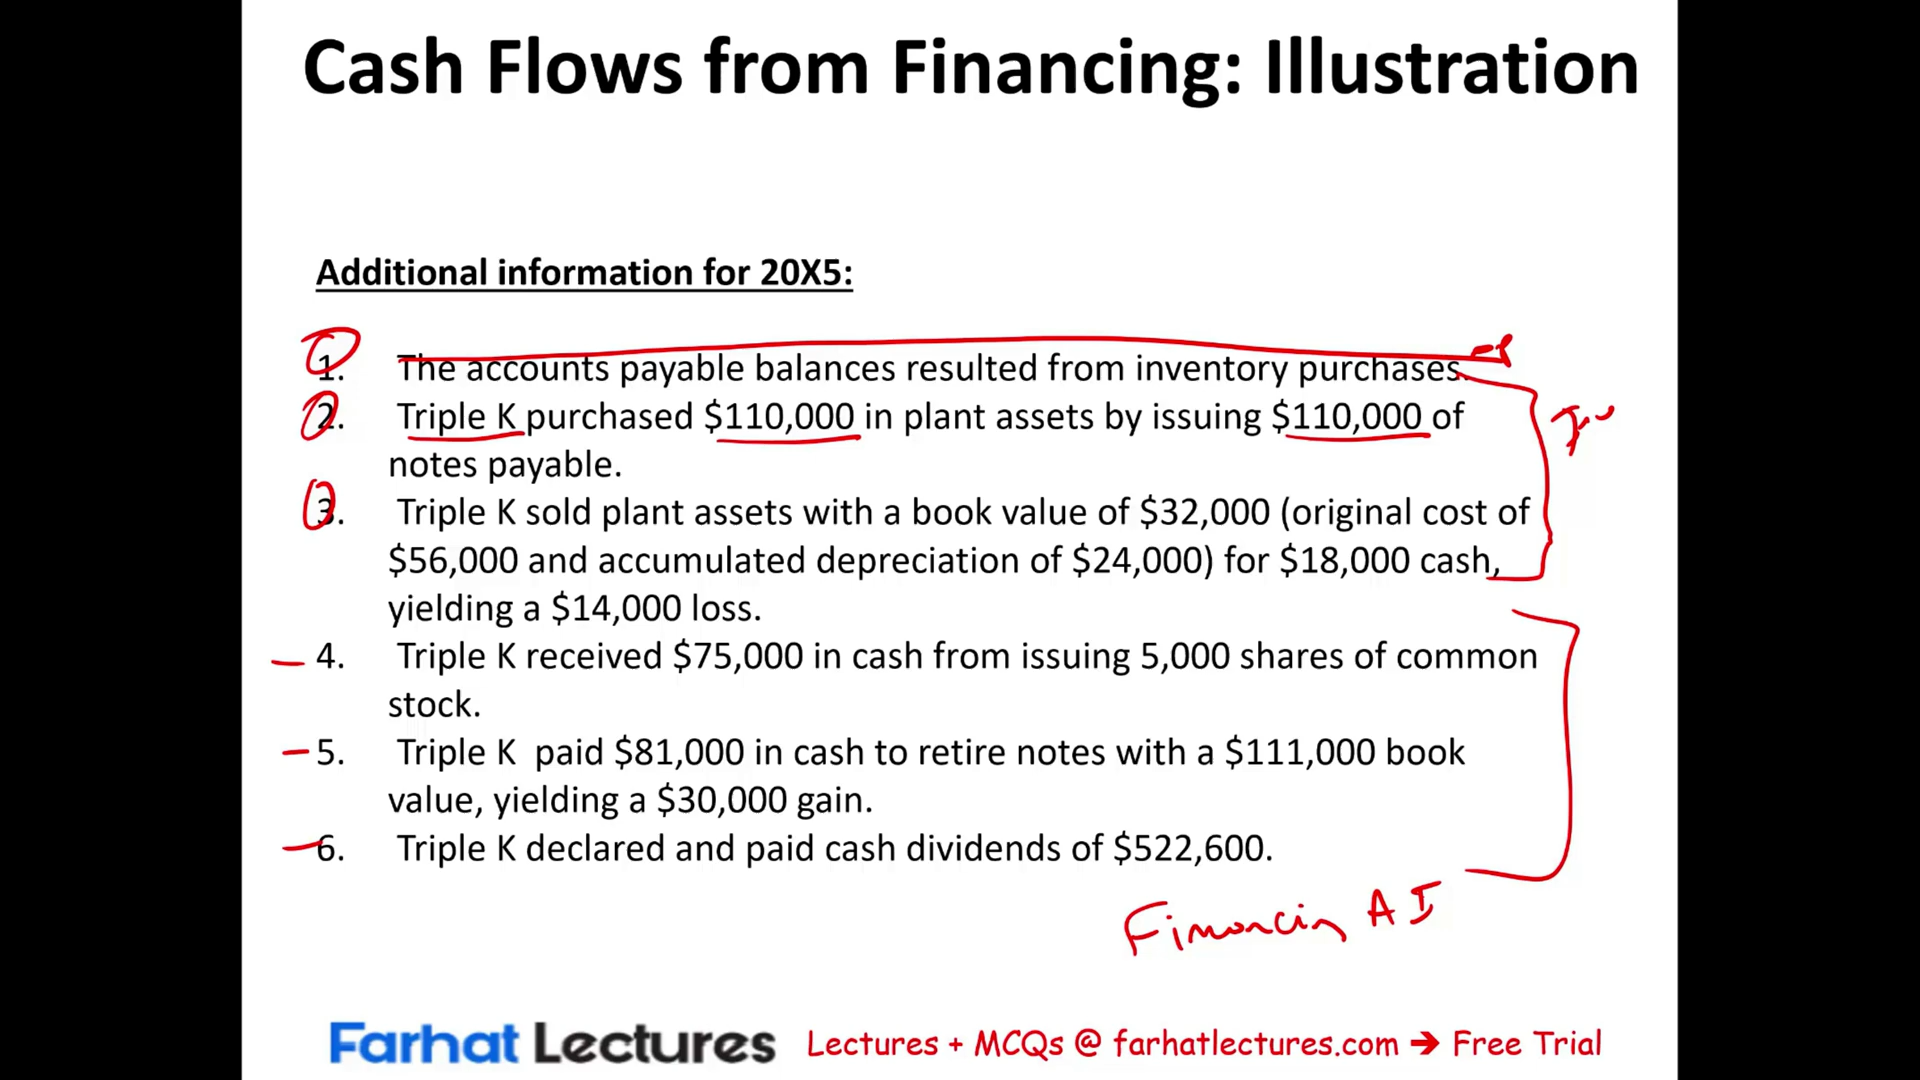 Cash Flows from Financing: Illustration
Additional information for 20X5:
1. The accounts payable balances resulted from inventory purchases.
2. Triple K purchased $110,000 in plant assets by issuing $110,000 of
notes payable.
3. Triple K sold plant assets with a book value of $32,000 (original cost of
$56,000 and accumulated depreciation of $24,000) for $18,000 cash,
yielding a $14,000 loss.
4. Triple K received $75,000 in cash from issuing 5,000 shares of common
stock.
5. Triple K paid $81,000 in cash to retire notes with a $111,000 book
value, yielding a $30,000 gain.
6. Triple K declared and paid cash dividends of $522,600.
Financing A I
Farhat Lectures Lectures + MCQs @ farhatlectures.com ➔ Free Trial